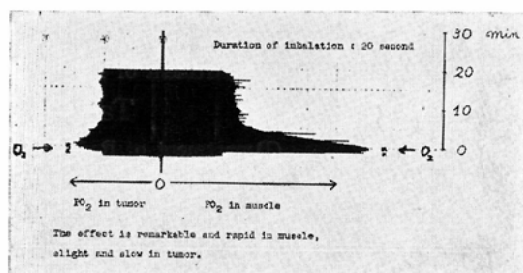 30 min
Duration of inhalation : 20 second
20
10
O₂ → ← O₂ 0
0
PO₂ in tumor PO₂ in muscle
The effect is remarkable and rapid in muscle,
slight and slow in tumor.